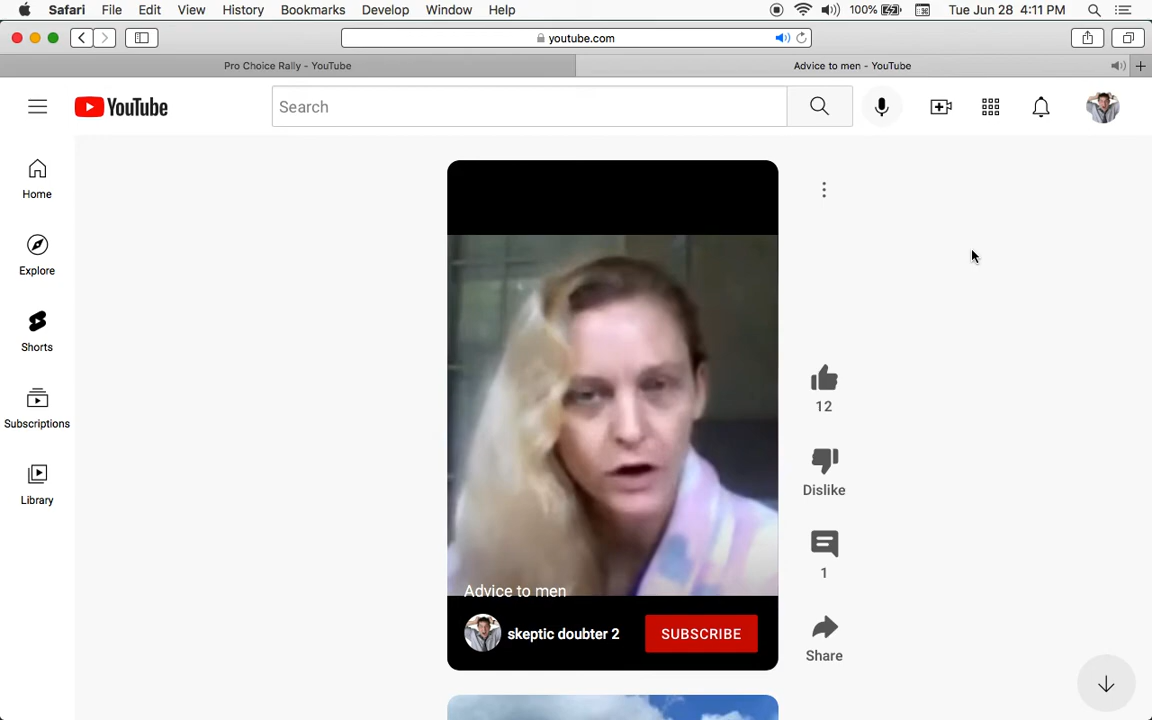 Safari File Edit View History Bookmarks Develop Window Help 100% Tue Jun 28 4:11 PM
youtube.com
Pro Choice Rally - YouTube Advice to men - YouTube
YouTube Search
Home
Explore
Shorts
Subscriptions
Library
12
Dislike
1
Share
Advice to men
skeptic doubter 2 SUBSCRIBE